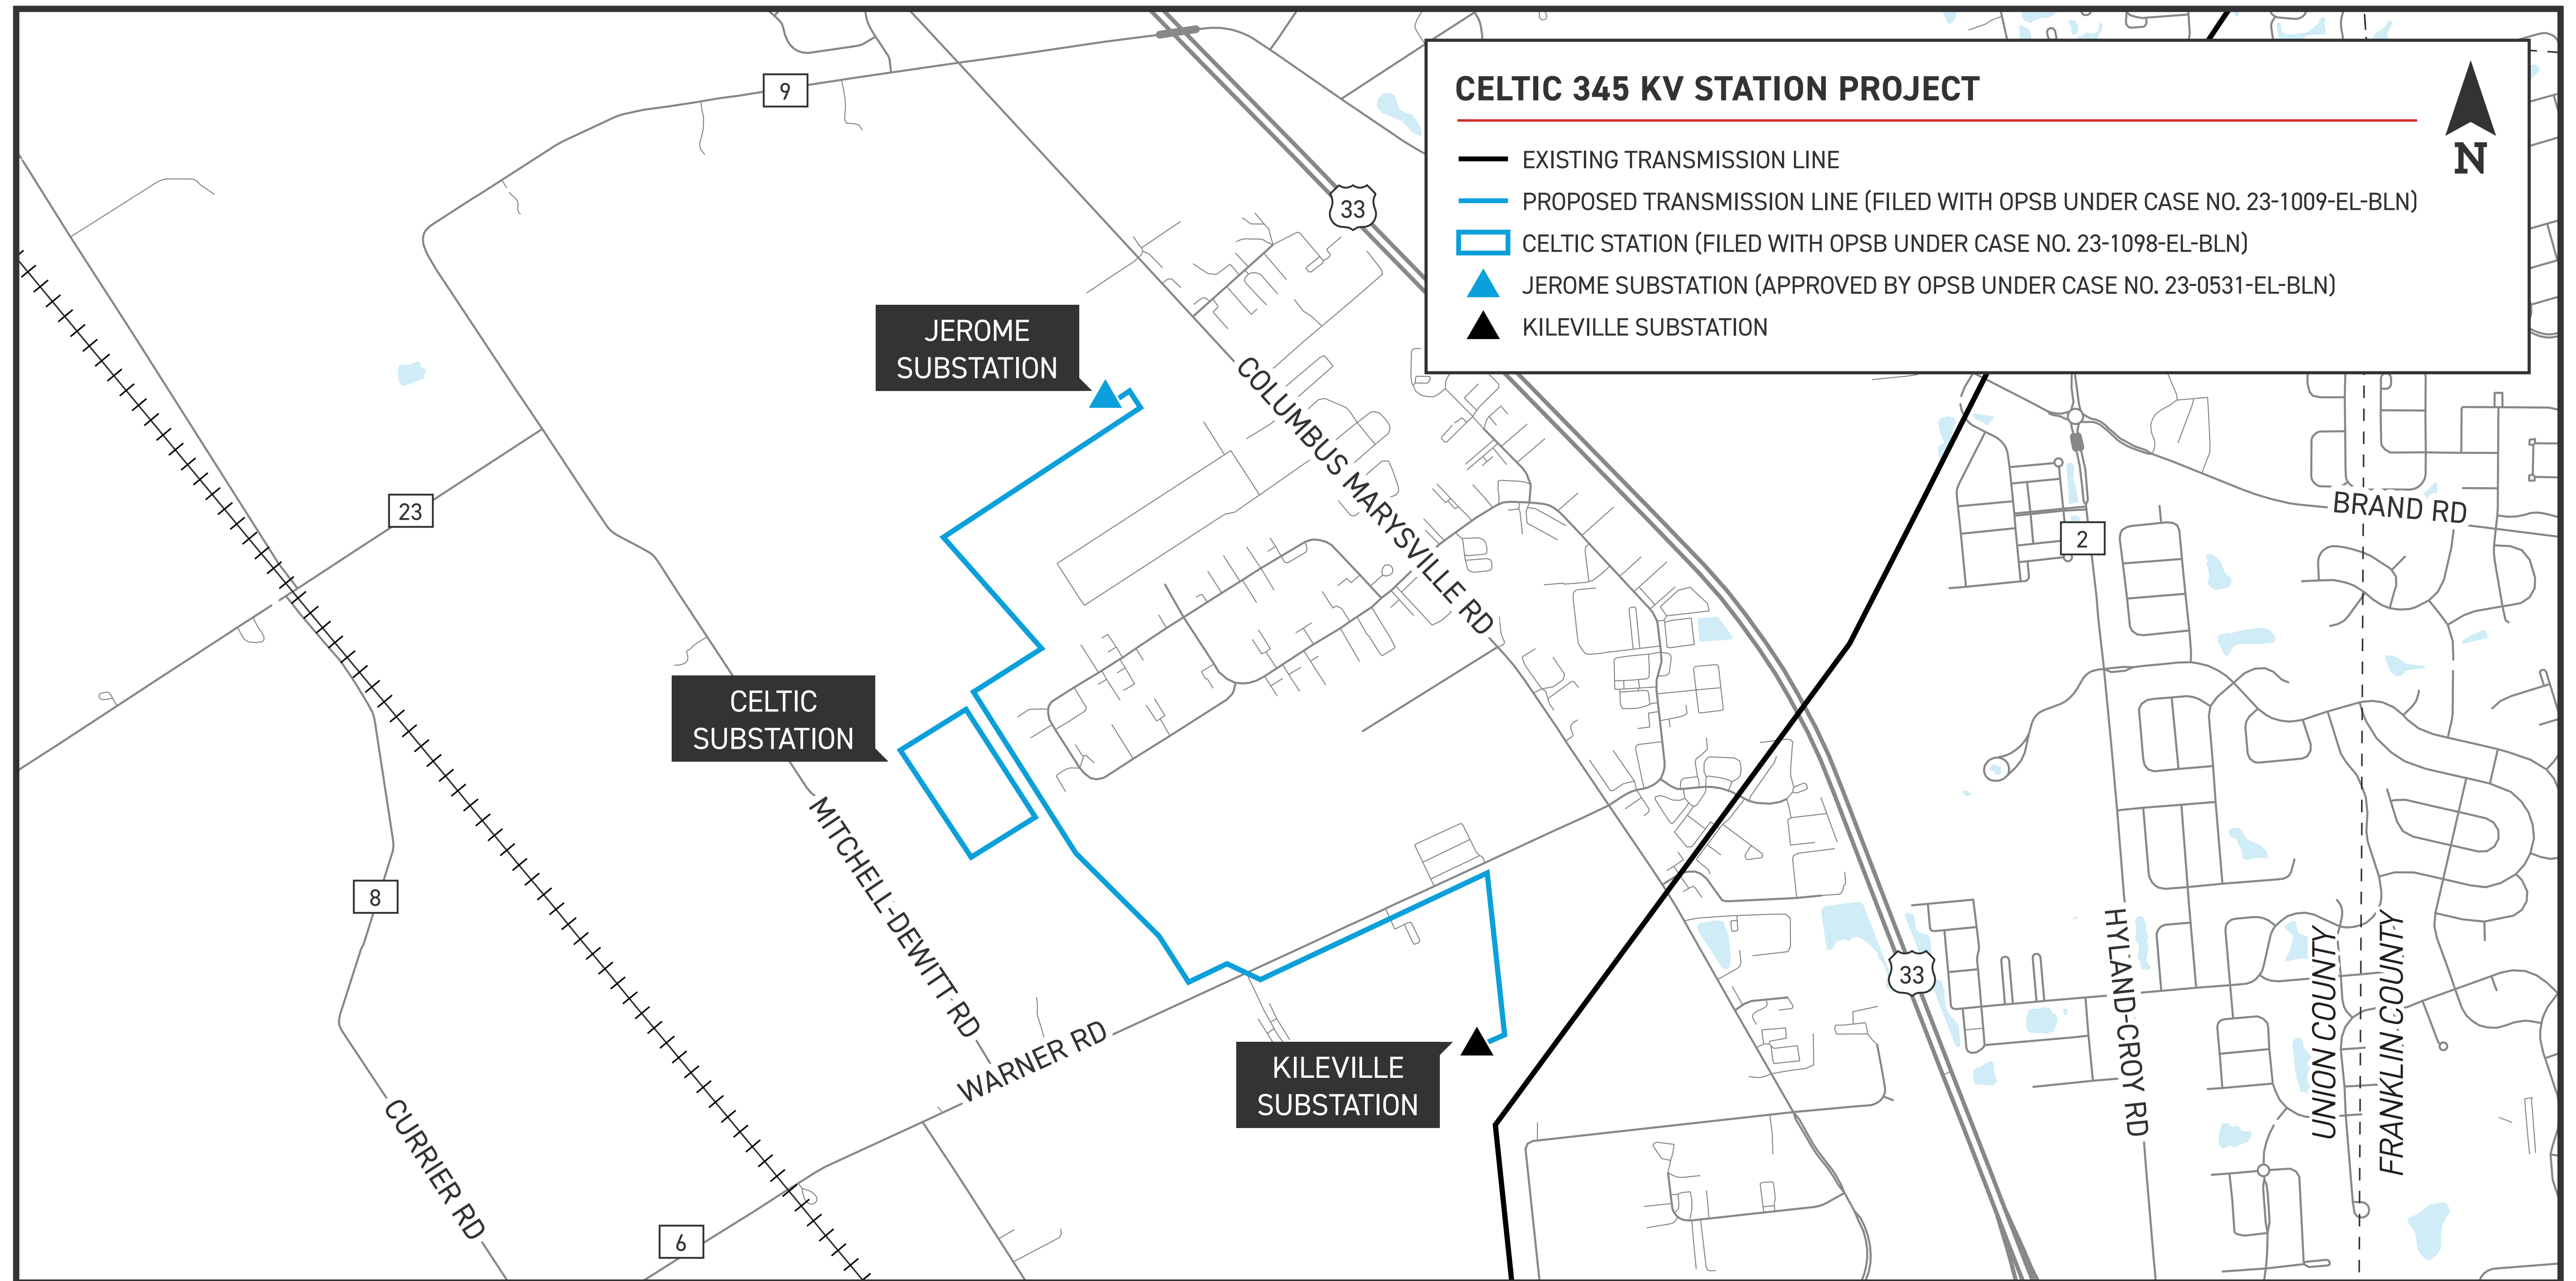 CELTIC 345 KV STATION PROJECT
N
EXISTING TRANSMISSION LINE
PROPOSED TRANSMISSION LINE (FILED WITH OPSB UNDER CASE NO. 23-1009-EL-BLN)
CELTIC STATION (FILED WITH OPSB UNDER CASE NO. 23-1098-EL-BLN)
JEROME SUBSTATION (APPROVED BY OPSB UNDER CASE NO. 23-0531-EL-BLN)
KILEVILLE SUBSTATION
9
33
JEROME
SUBSTATION
COLUMBUS MARYSVILLE RD
23
BRAND RD
2
CELTIC
SUBSTATION
MITCHELL-DEWITT RD
8
33
HYLAND-CROY RD
UNION COUNTY
FRANKLIN COUNTY
WARNER RD
KILEVILLE
SUBSTATION
CURRIER RD
6